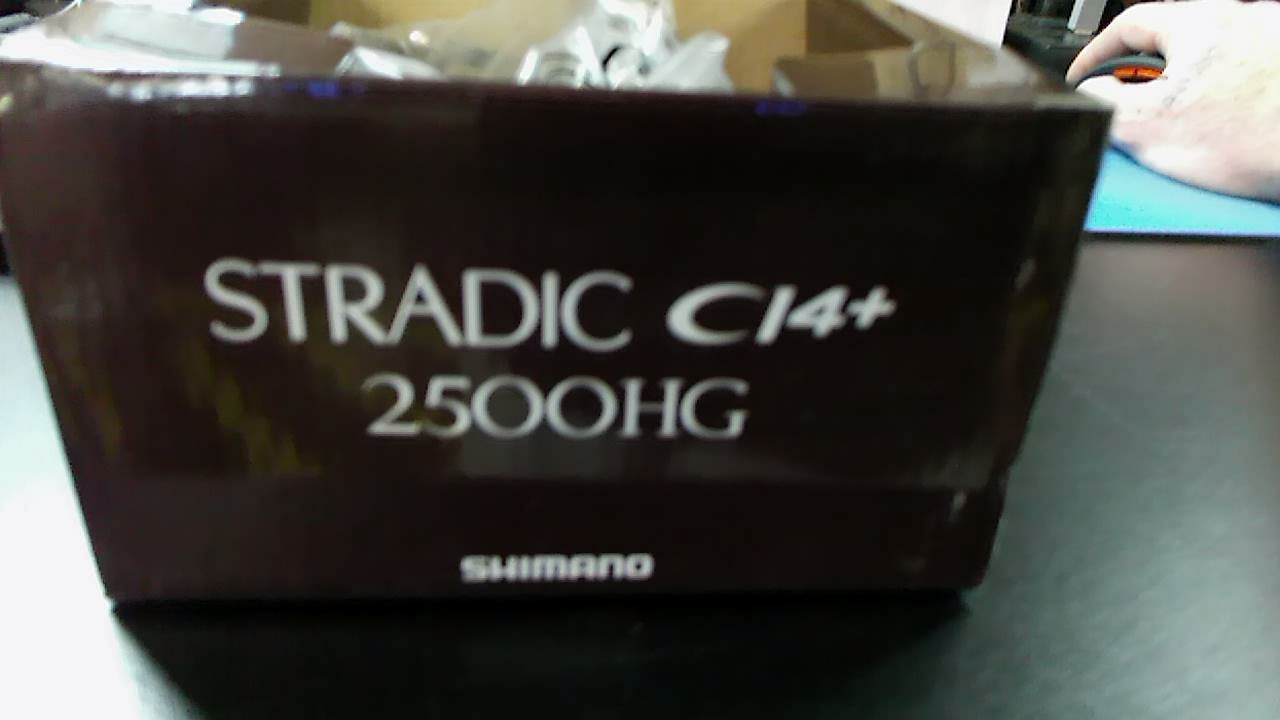 STRADIC CI4+
2500HG
SHIMANO